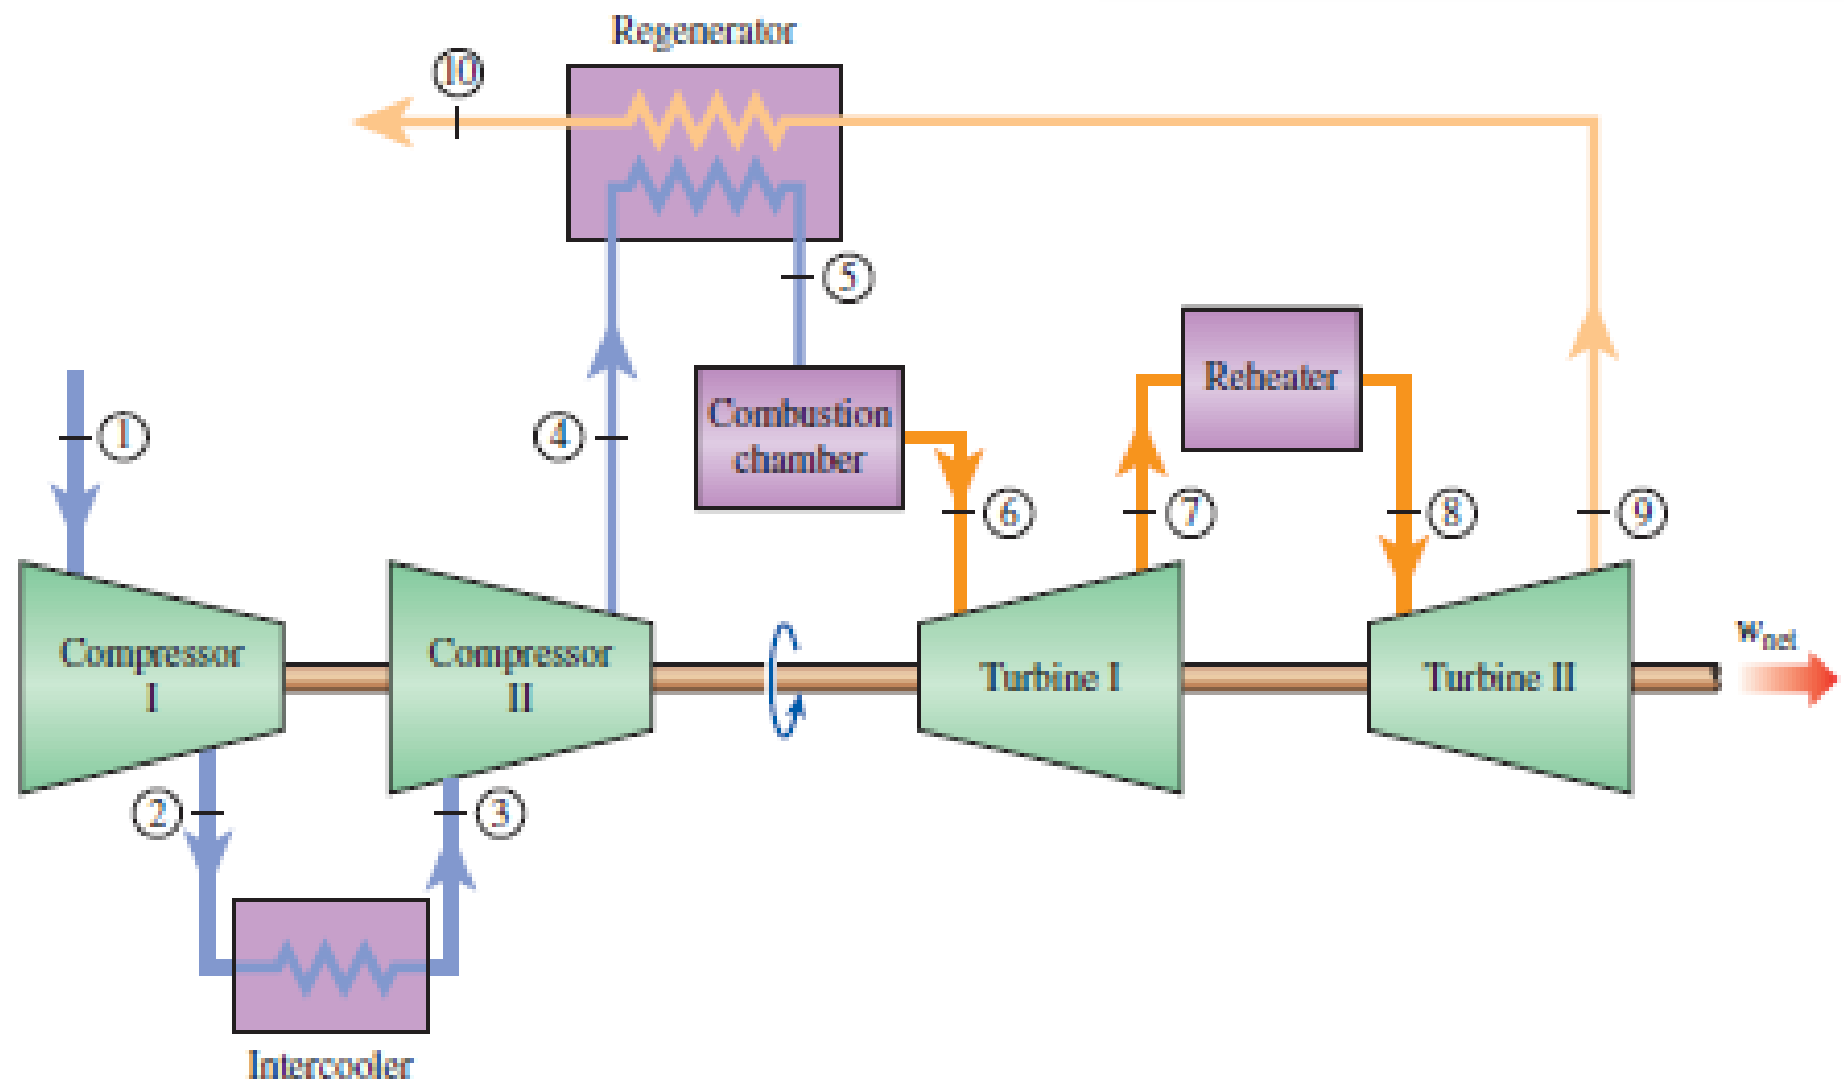 Regenerator
10
5
Reheater
1
4
Combustion
chamber
6
7
8
9
Compressor
I
Compressor
II
Turbine I
Turbine II
wnet
2
3
Intercooler